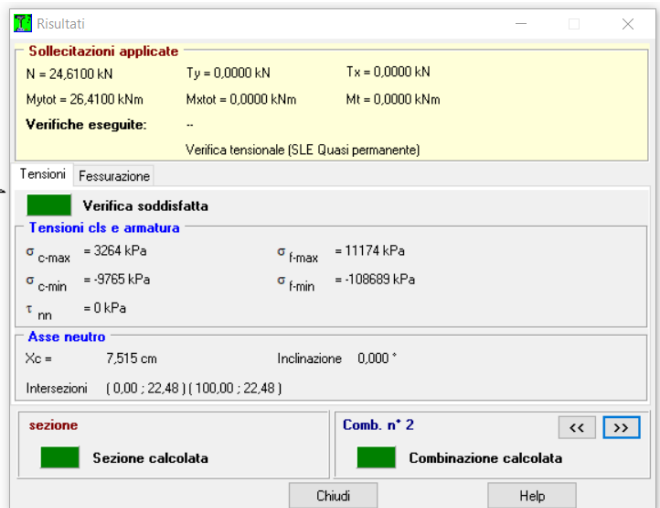 Risultati
Sollecitazioni applicate
N = 24,6100 kN Ty = 0,0000 kN Tx = 0,0000 kN
Mytot = 26,4100 kNm Mxtot = 0,0000 kNm Mt = 0,0000 kNm
Verifiche eseguite: --
Verifica tensionale (SLE Quasi permanente)
Tensioni Fessurazione
Verifica soddisfatta
Tensioni cls e armatura
σ c-max = 3264 kPa σ f-max = 11174 kPa
σ c-min = -9765 kPa σ f-min = -108689 kPa
τ nn = 0 kPa
Asse neutro
Xc = 7,515 cm Inclinazione 0,000 °
Intersezioni ( 0,00 ; 22,48 ) ( 100,00 ; 22,48 )
sezione Comb. n° 2 << >>
Sezione calcolata Combinazione calcolata
Chiudi Help